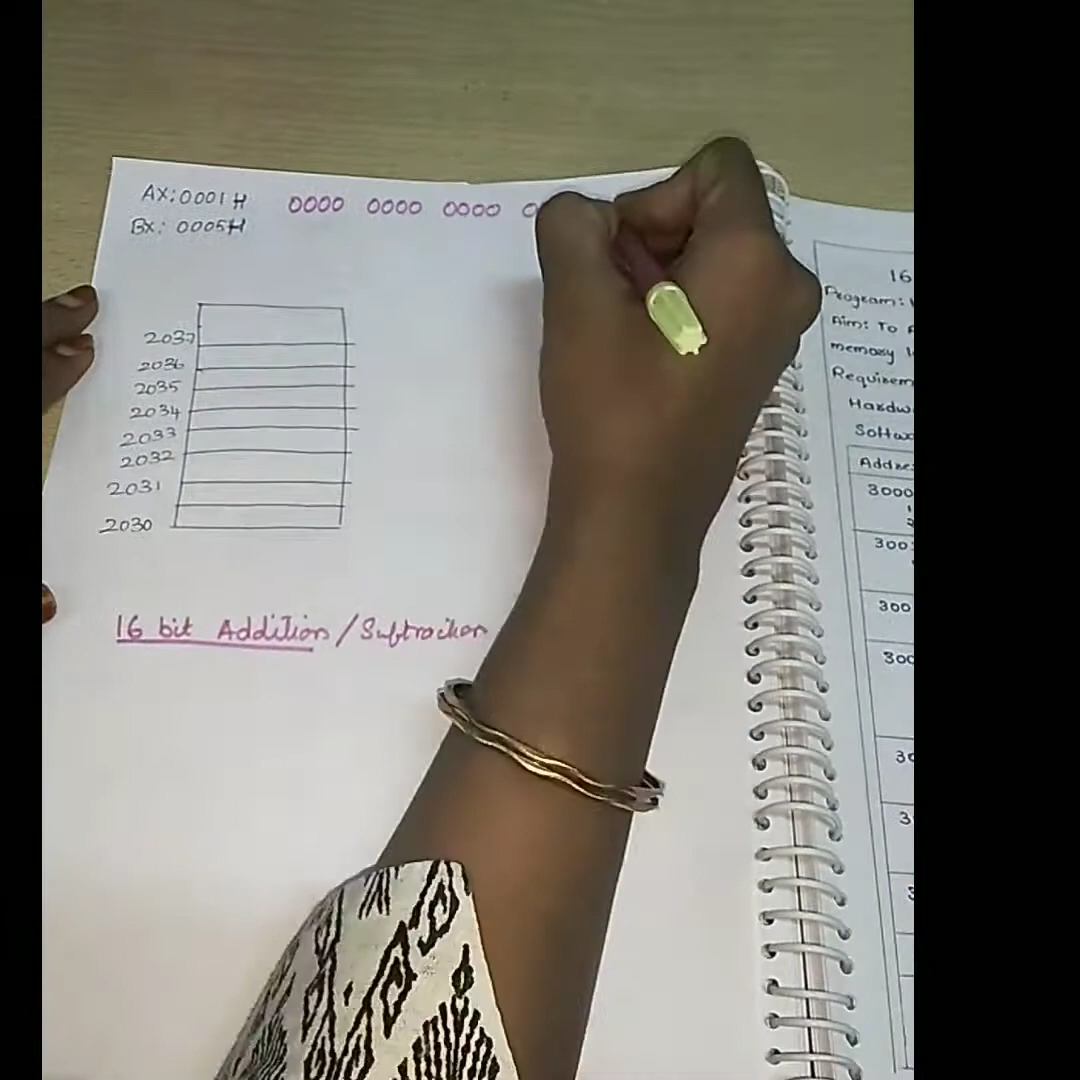 AX:0001H 0000 0000 0000 0
BX: 0005H
2037
2036
2035
2034
2033
2032
2031
2030
16 bit Addition / Subtraction
16
Program:
Aim: To
memory
Requirem
Hardw
Softw
Addre
3000
300
300
300
30
3